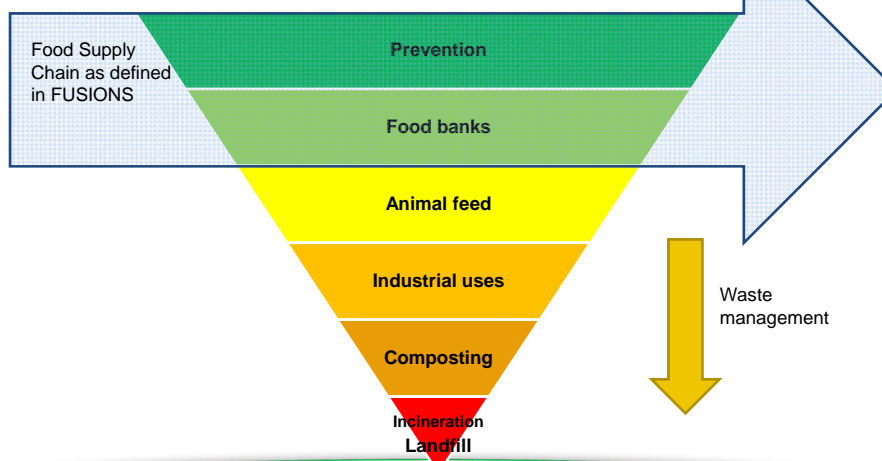 Food Supply
Chain as defined
in FUSIONS
Prevention
Food banks
Animal feed
Industrial uses
Waste
management
Composting
Incineration
Landfill